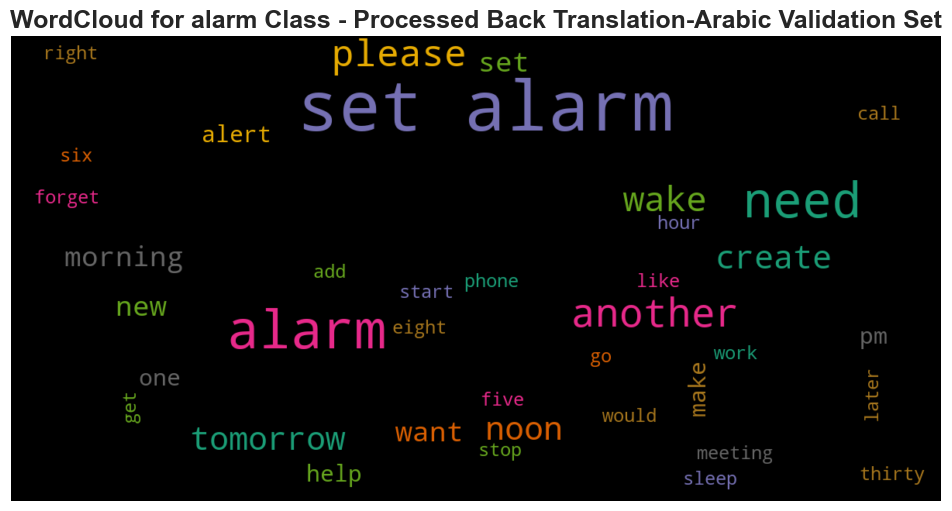 WordCloud for alarm Class - Processed Back Translation-Arabic Validation Set
right
please
set
set alarm
call
alert
six
forget
wake
need
hour
morning
create
add
phone
like
start
new
alarm
another
eight
pm
go
work
one
make
later
get
five
would
tomorrow
want
noon
stop
meeting
help
sleep
thirty